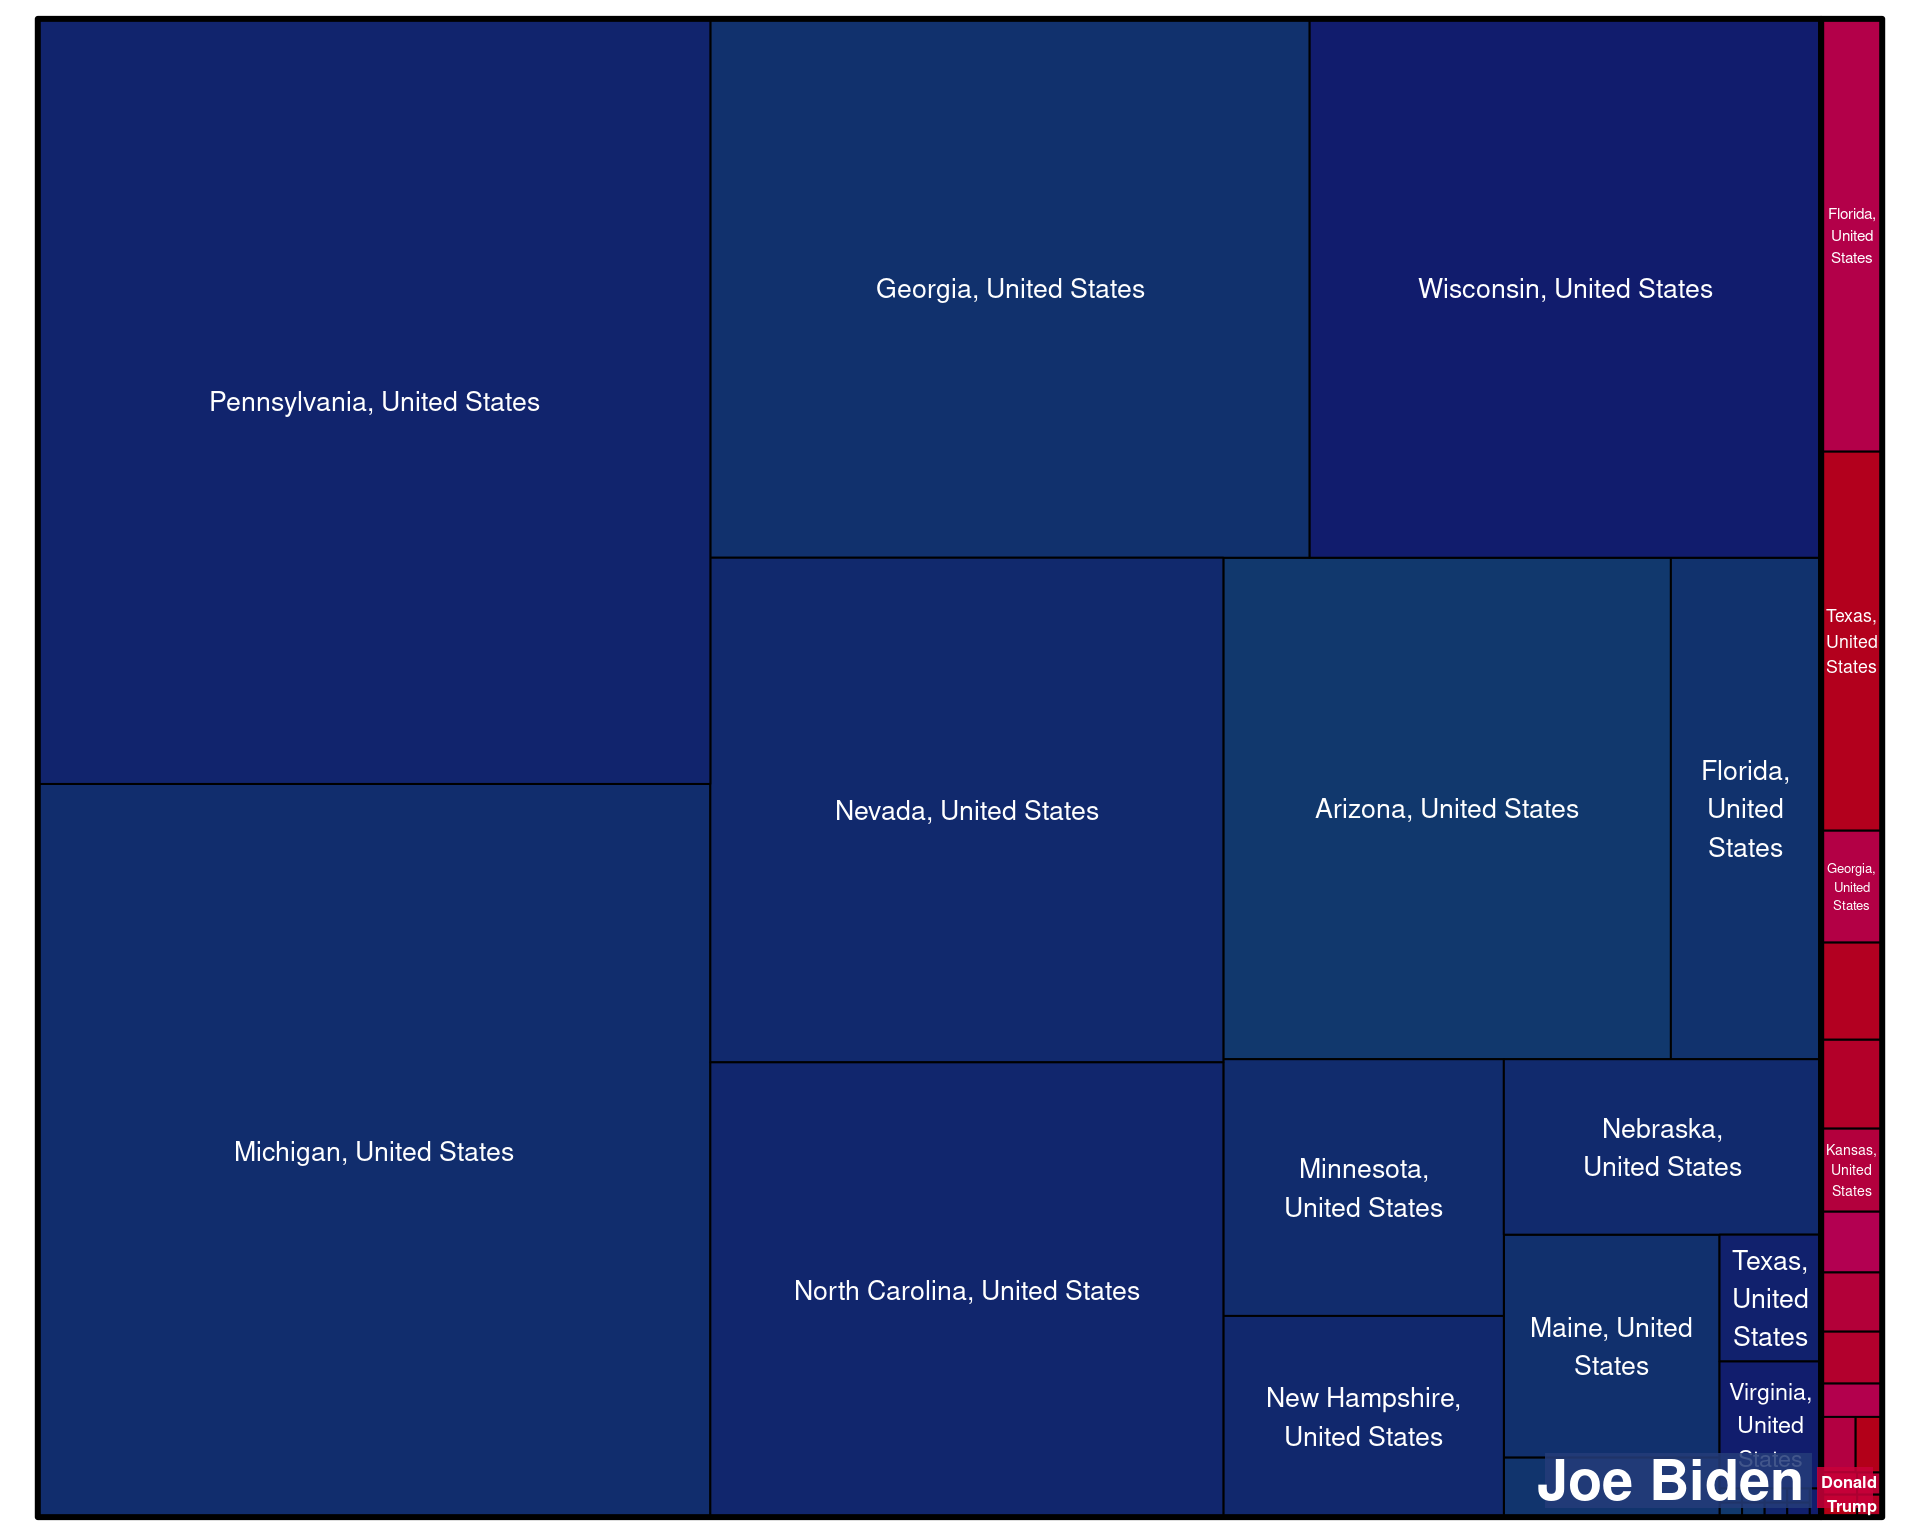 Pennsylvania, United States
Georgia, United States
Wisconsin, United States
Florida,
United
States
Texas,
United
States
Michigan, United States
Nevada, United States
Arizona, United States
Florida,
United
States
Georgia,
United
States
North Carolina, United States
Minnesota,
United States
Nebraska,
United States
Kansas,
United
States
New Hampshire,
United States
Maine, United
States
Texas,
United
States
Virginia,
United
States
Joe Biden
Donald
Trump